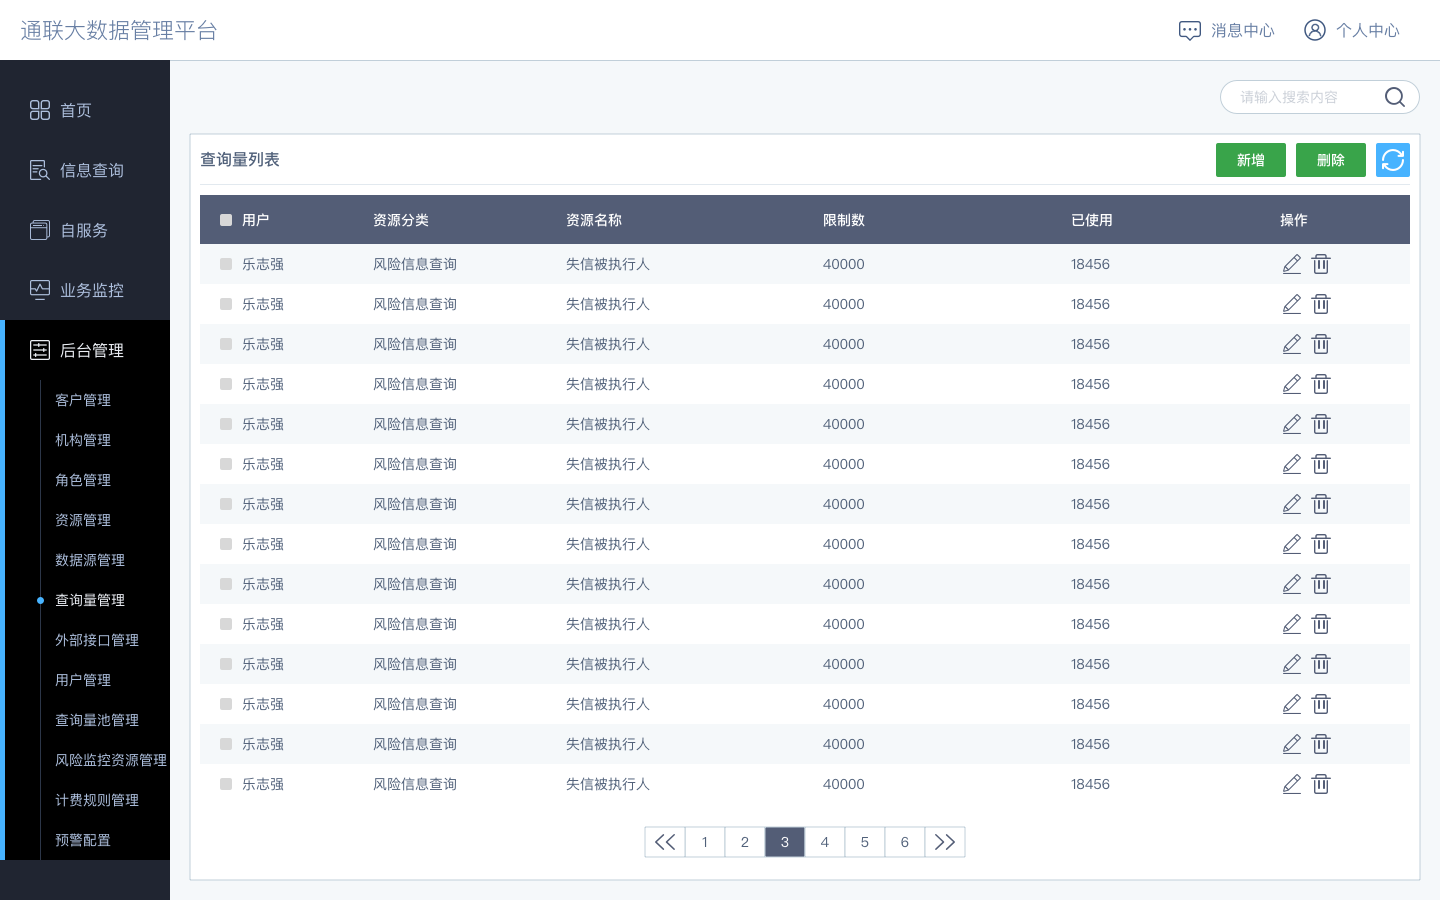 通联大数据管理平台
消息中心 个人中心
首页
信息查询
自服务
业务监控
后台管理
客户管理
机构管理
角色管理
资源管理
数据源管理
查询量管理
外部接口管理
用户管理
查询量池管理
风险监控资源管理
计费规则管理
预警配置
请输入搜索内容
查询量列表 新增 删除
用户 资源分类 资源名称 限制数 已使用 操作
乐志强 风险信息查询 失信被执行人 40000 18456
乐志强 风险信息查询 失信被执行人 40000 18456
乐志强 风险信息查询 失信被执行人 40000 18456
乐志强 风险信息查询 失信被执行人 40000 18456
乐志强 风险信息查询 失信被执行人 40000 18456
乐志强 风险信息查询 失信被执行人 40000 18456
乐志强 风险信息查询 失信被执行人 40000 18456
乐志强 风险信息查询 失信被执行人 40000 18456
乐志强 风险信息查询 失信被执行人 40000 18456
乐志强 风险信息查询 失信被执行人 40000 18456
乐志强 风险信息查询 失信被执行人 40000 18456
乐志强 风险信息查询 失信被执行人 40000 18456
乐志强 风险信息查询 失信被执行人 40000 18456
乐志强 风险信息查询 失信被执行人 40000 18456
1 2 3 4 5 6